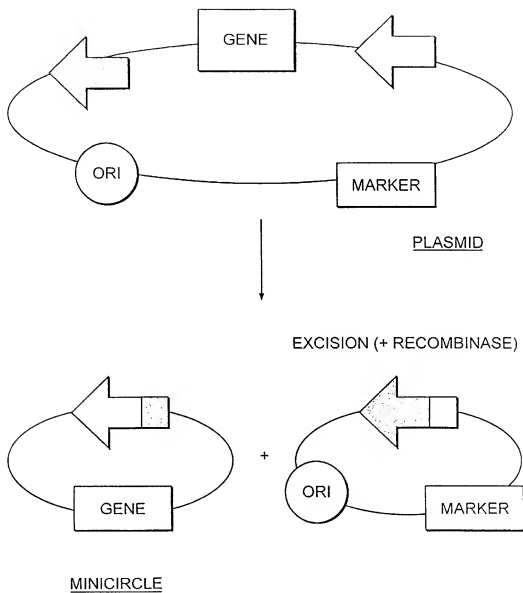 GENE
ORI
MARKER
PLASMID
EXCISION (+ RECOMBINASE)
+
ORI
GENE
MARKER
MINICIRCLE